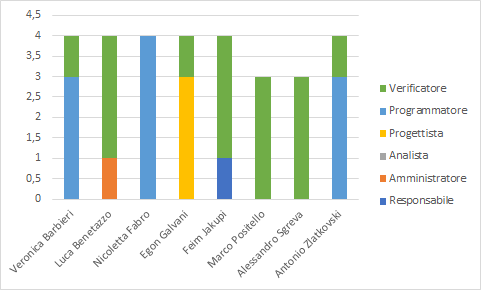 4,5
4
3,5
3
2,5
2
1,5
1
0,5
0
Veronica Barbieri
Luca Benetazzo
Nicoletta Fabro
Egon Galvani
Feim Jakupi
Marco Positello
Alessandro Sgreva
Antonio Zlatkovski
Verificatore
Programmatore
Progettista
Analista
Amministratore
Responsabile